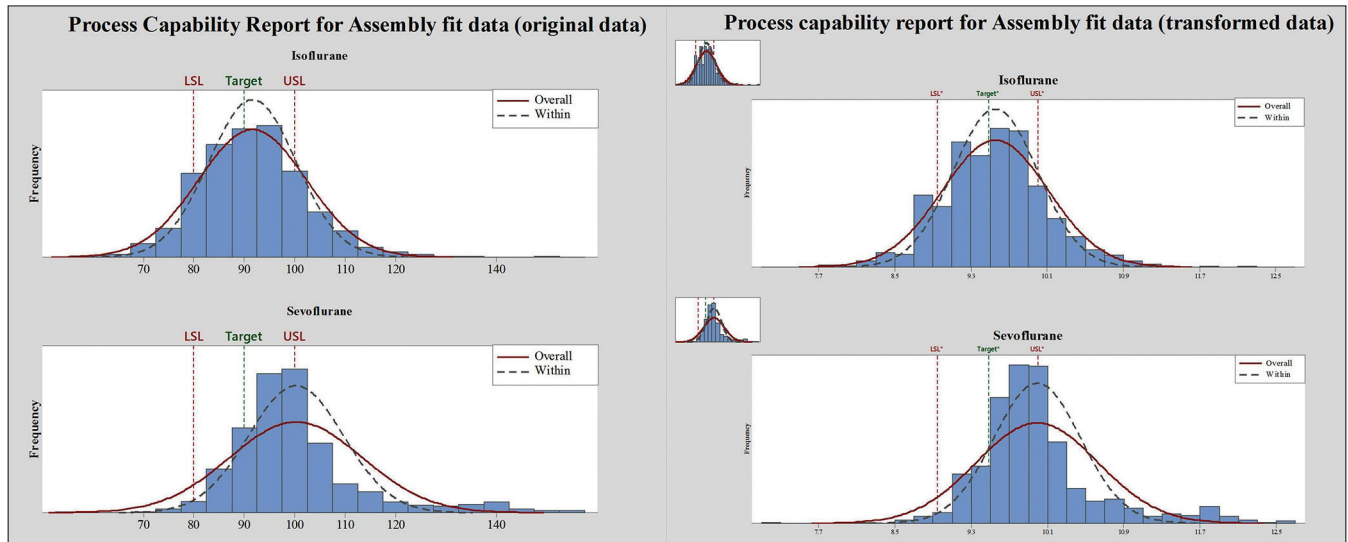 Process Capability Report for Assembly fit data (original data)
Isoflurane
LSL Target USL
Overall
Within
Frequency
70 80 90 100 110 120 140
Sevoflurane
LSL Target USL
Overall
Within
Frequency
70 80 90 100 110 120 140
Process capability report for Assembly fit data (transformed data)
Isoflurane
LSL* Target* USL*
Overall
Within
Frequency
7.7 8.5 9.3 10.1 10.9 11.7 12.5
Sevoflurane
LSL* Target* USL*
Overall
Within
Frequency
7.7 8.5 9.3 10.1 10.9 11.7 12.5